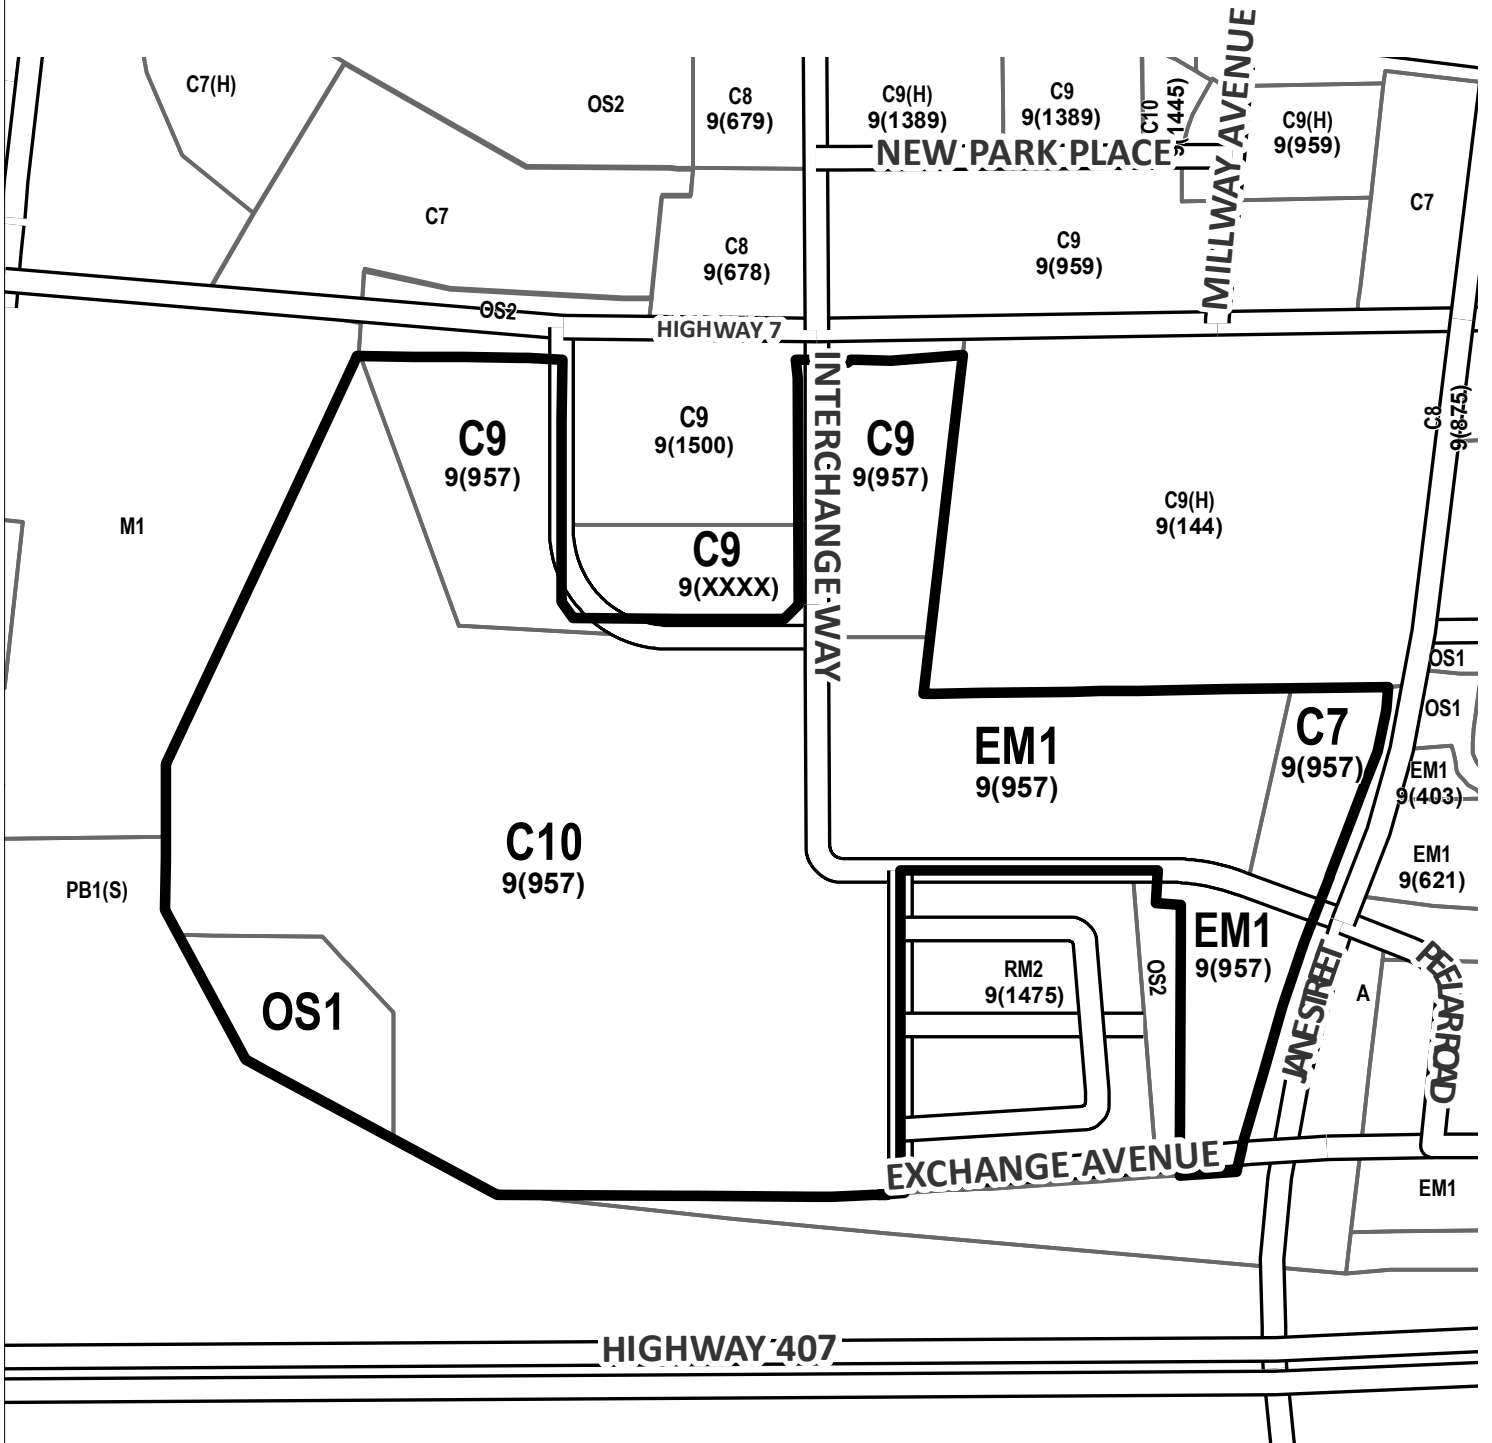 MILLWAY AVENUE
C7(H)
OS2
C8
9(679)
C9(H)
9(1389)
C9
9(1389)
C10
9(1445)
C9(H)
9(959)
NEW PARK PLACE
C7
C7
C8
9(678)
C9
9(959)
OS2
HIGHWAY 7
INTERCHANGE WAY
C9
9(957)
C9
9(1500)
C9
9(957)
C8
9(875)
M1
C9(H)
9(144)
C9
9(XXXX)
OS1
OS1
EM1
9(957)
C7
9(957)
EM1
9(403)
C10
9(957)
EM1
9(621)
PB1(S)
EM1
9(957)
RM2
9(1475)
OS2
JANE STREET
A
PEELAR ROAD
OS1
EXCHANGE AVENUE
EM1
HIGHWAY 407